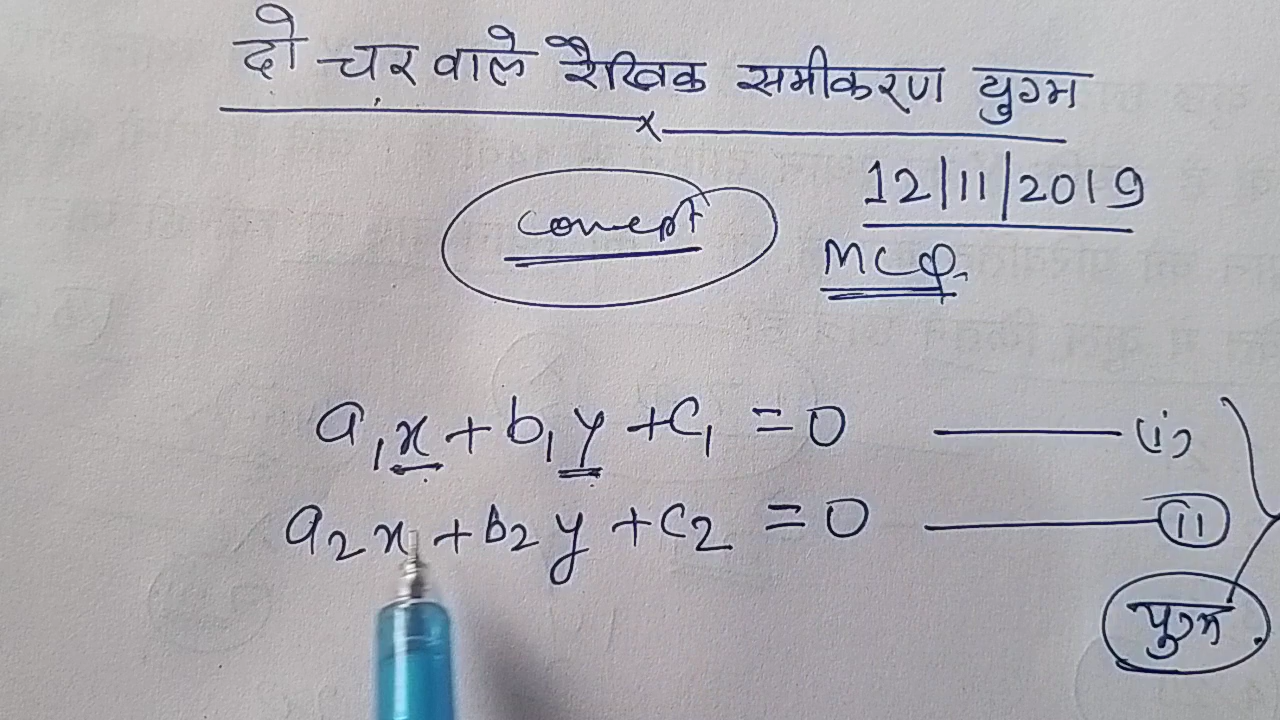 दो चर वाले रैखिक समीकरण युग्म
x
12/11/2019
concept
MCQ.
a₁x + b₁y + c₁ = 0 ——— (i)
a₂x + b₂y + c₂ = 0 ——— (ii)
युग्म.